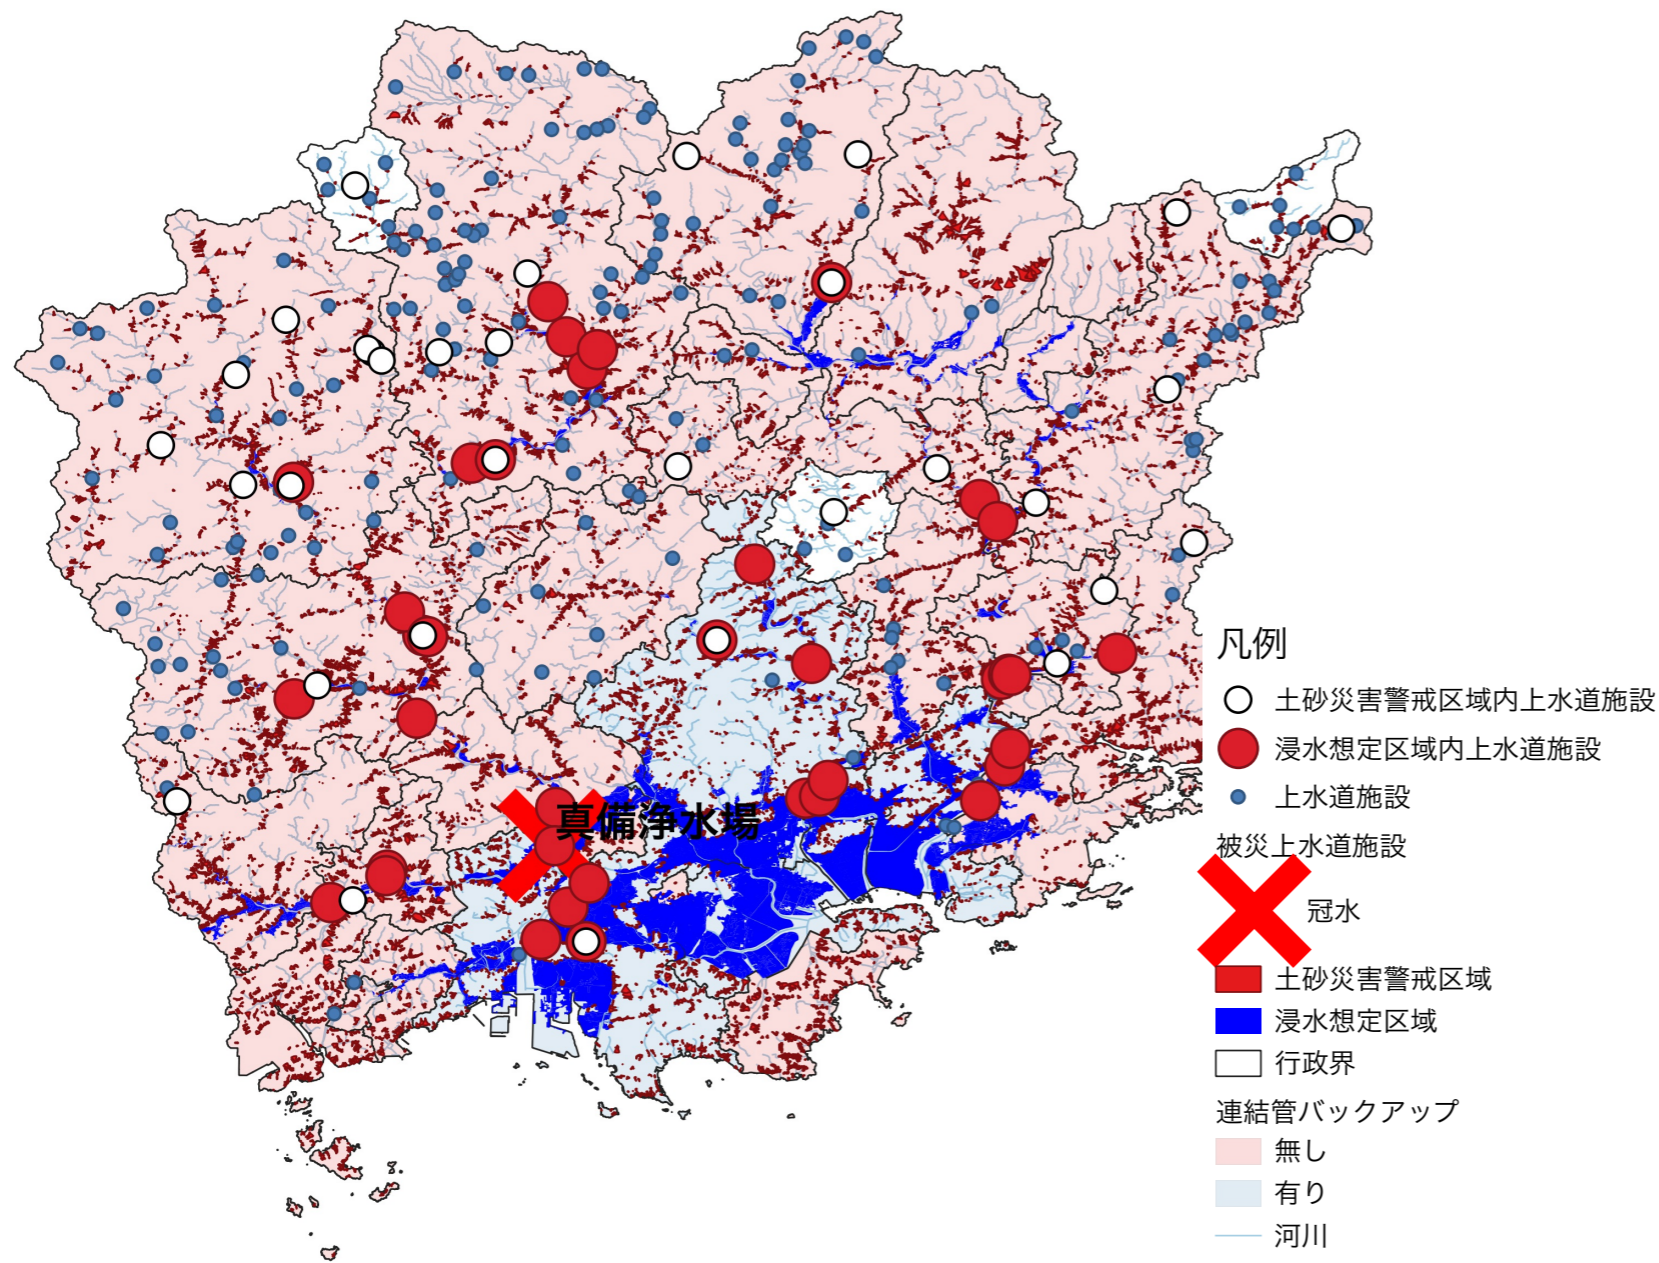 真備浄水場
凡例
土砂災害警戒区域内上水道施設
浸水想定区域内上水道施設
上水道施設
被災上水道施設
冠水
土砂災害警戒区域
浸水想定区域
行政界
連結管バックアップ
無し
有り
河川